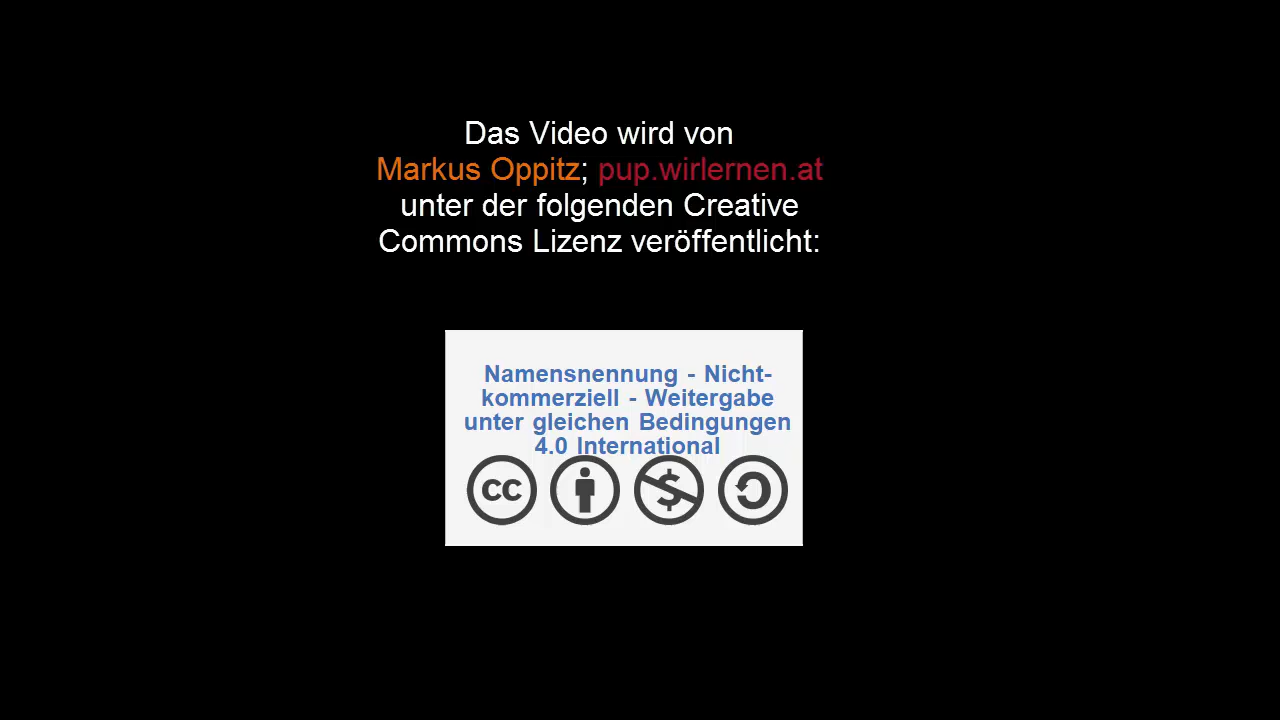 Das Video wird von
Markus Oppitz; pup.wirlernen.at
unter der folgenden Creative
Commons Lizenz veröffentlicht:
Namensnennung - Nicht-
kommerziell - Weitergabe
unter gleichen Bedingungen
4.0 International
cc
$